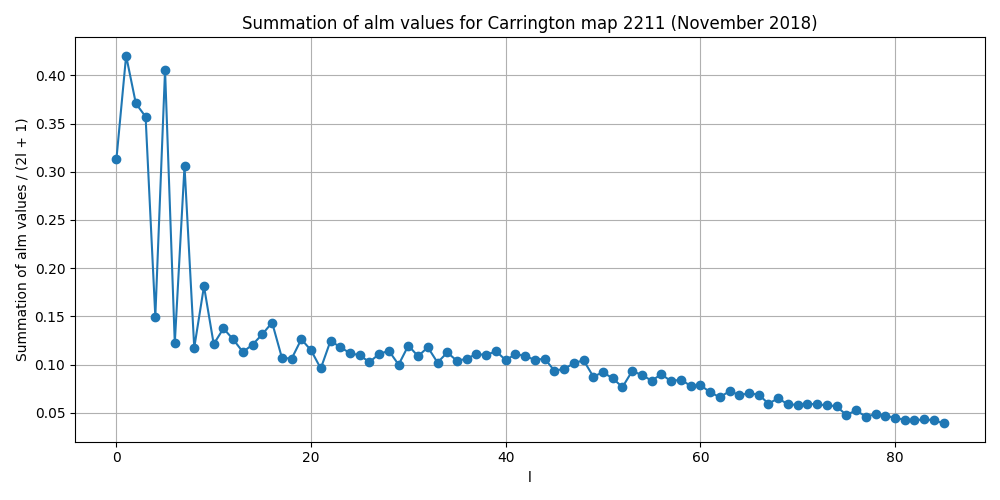 Summation of alm values for Carrington map 2211 (November 2018)
Summation of alm values / (2l + 1)
0.40
0.35
0.30
0.25
0.20
0.15
0.10
0.05
0 20 40 60 80
l